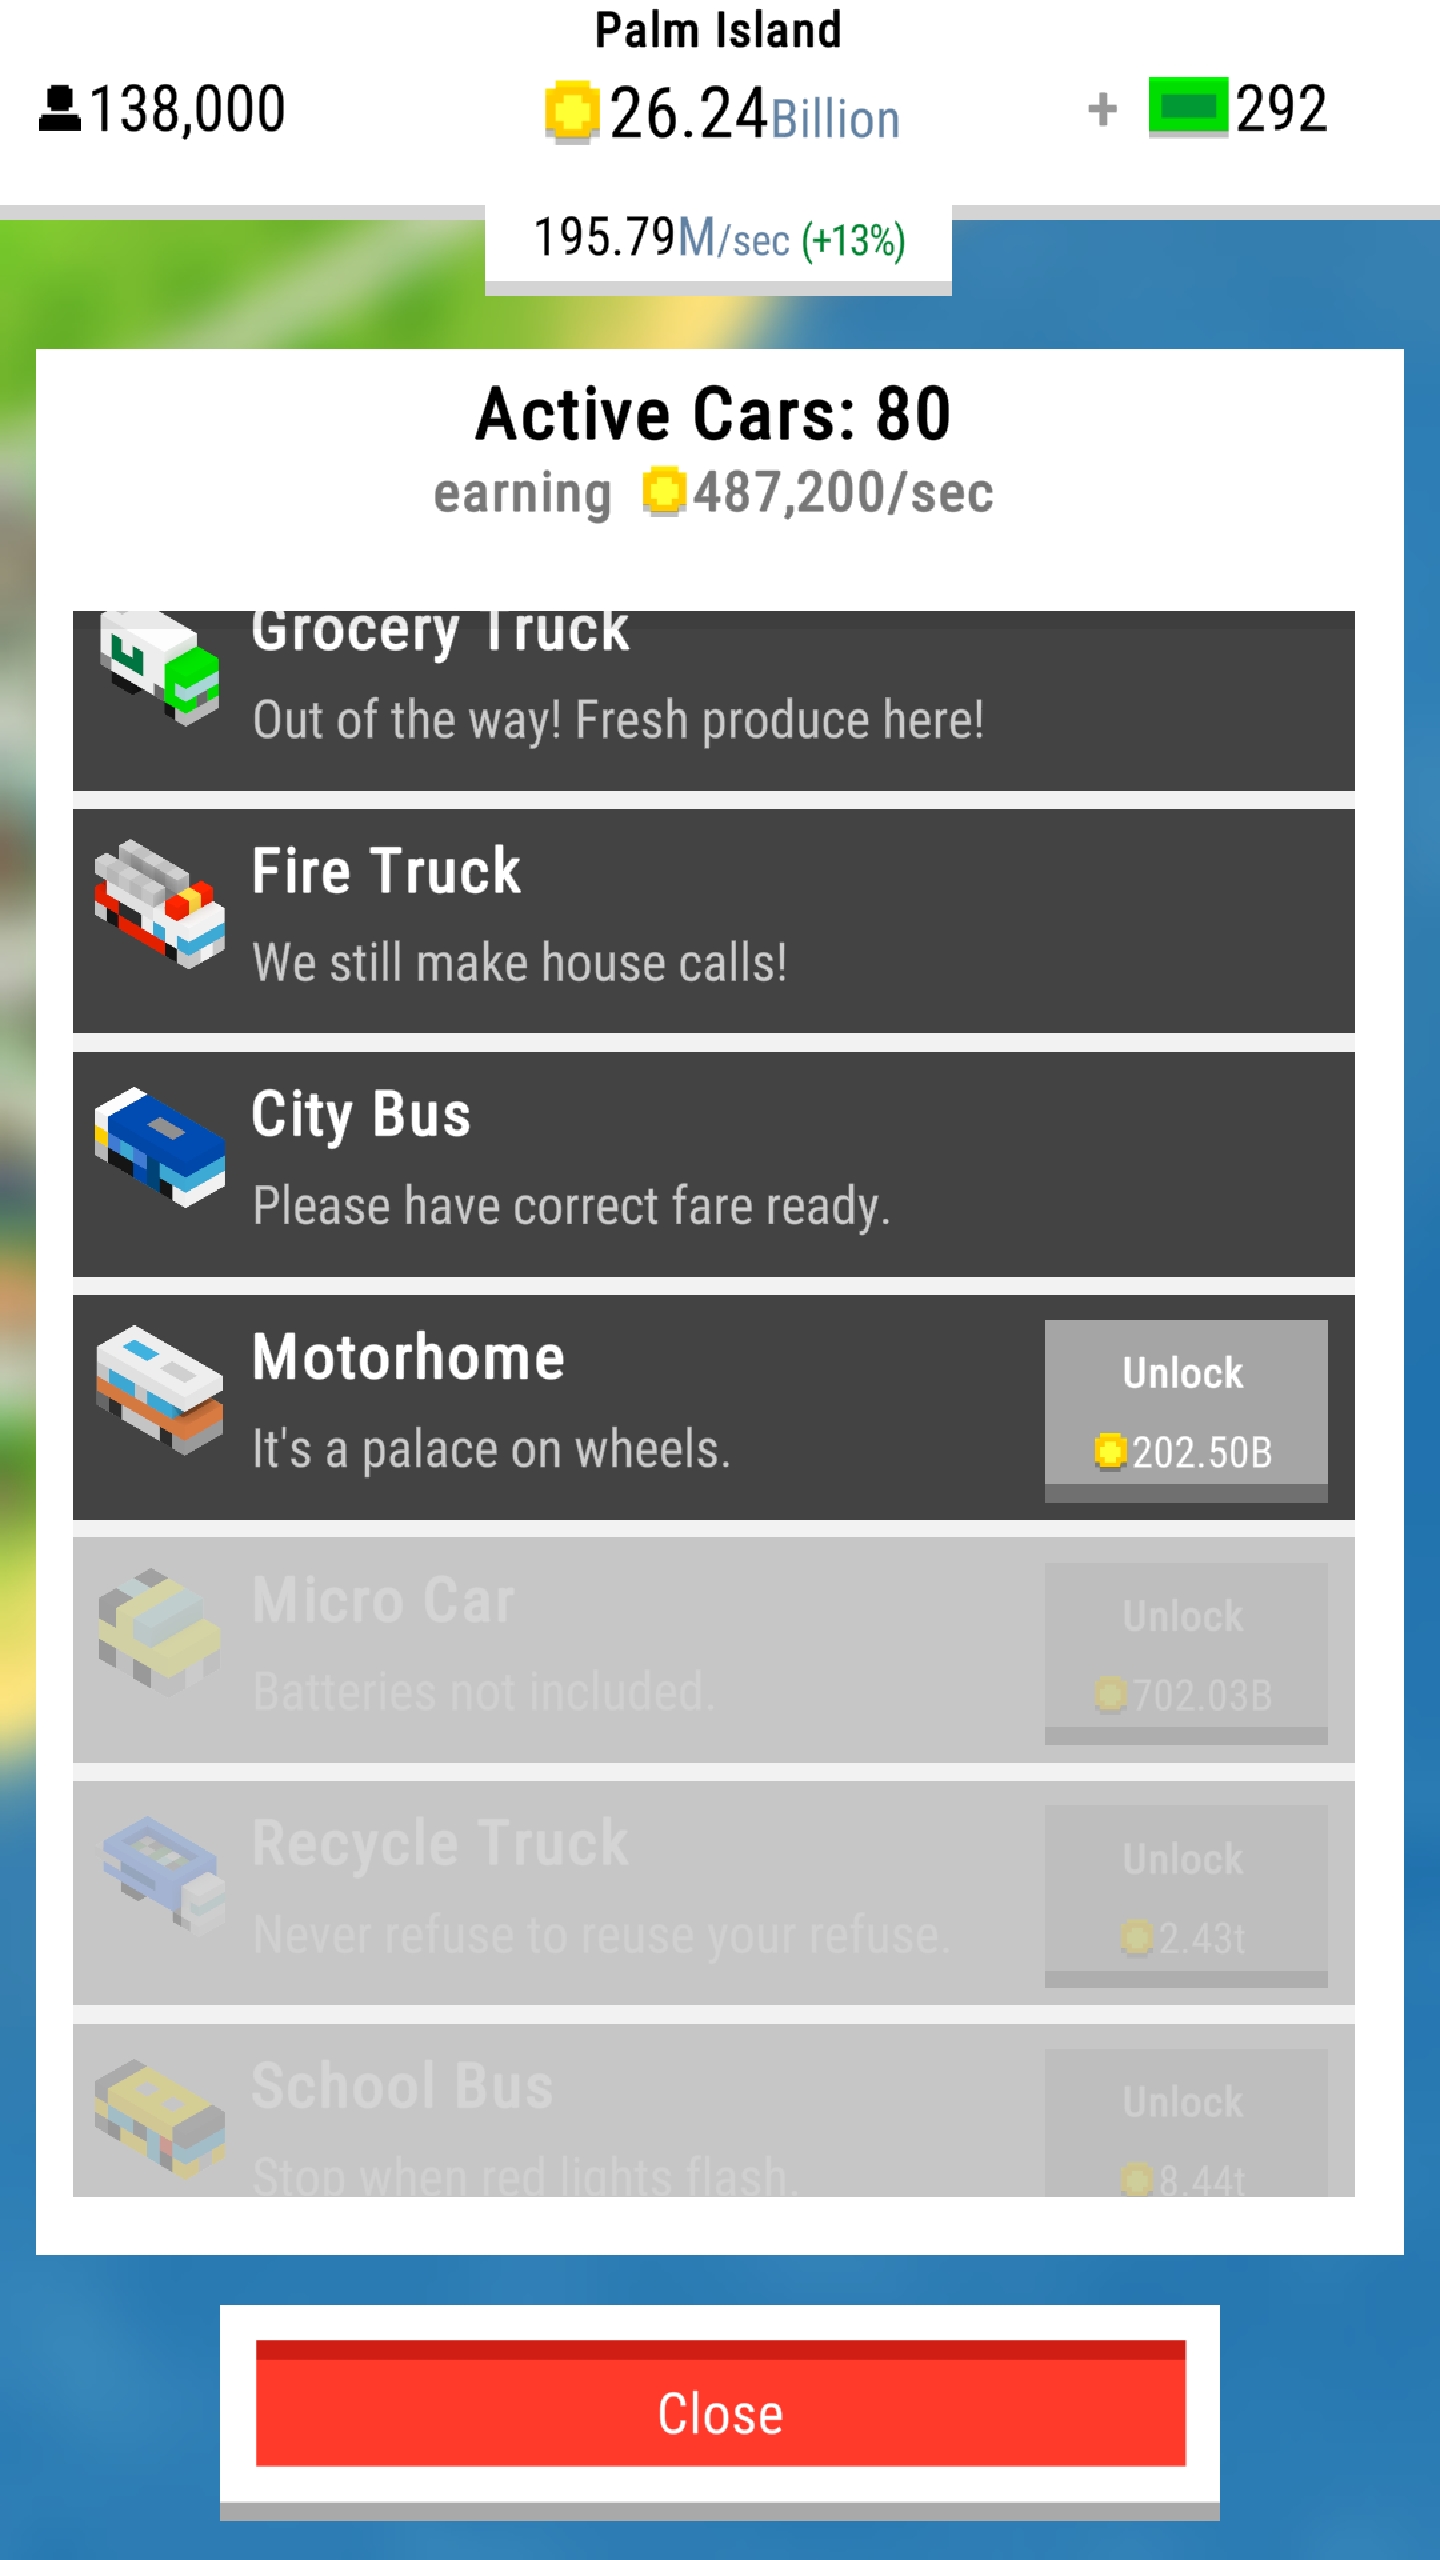 Palm Island
138,000
26.24Billion
+ 292
195.79M/sec (+13%)
Active Cars: 80
earning 487,200/sec
Grocery Truck
Out of the way! Fresh produce here!
Fire Truck
We still make house calls!
City Bus
Please have correct fare ready.
Motorhome
It's a palace on wheels.
Unlock
202.50B
Micro Car
Batteries not included.
Unlock
702.03B
Recycle Truck
Never refuse to reuse your refuse.
Unlock
2.43t
School Bus
Stop when red lights flash.
Unlock
8.44t
Close